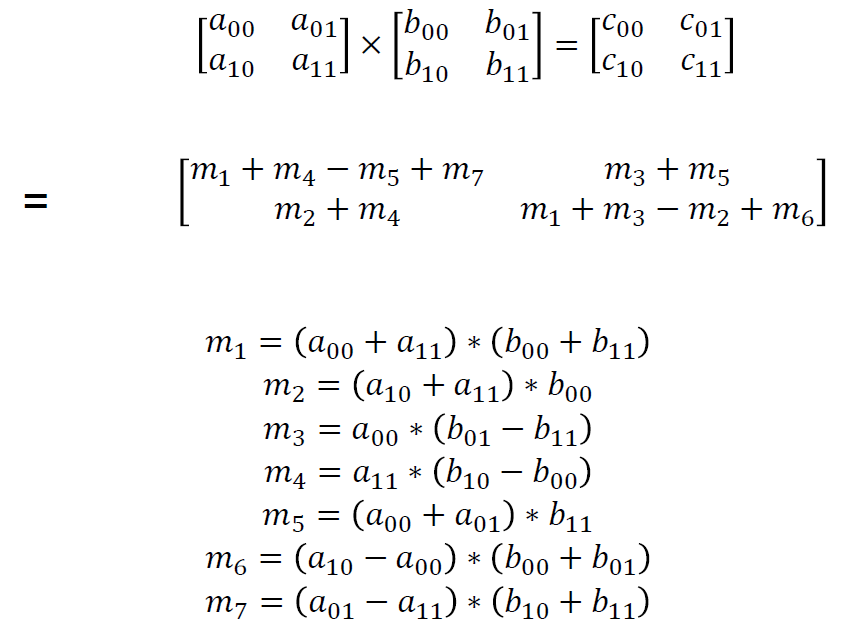 [a₀₀ a₀₁] × [b₀₀ b₀₁] = [c₀₀ c₀₁]
[a₁₀ a₁₁] [b₁₀ b₁₁] [c₁₀ c₁₁]
= [m₁ + m₄ − m₅ + m₇ m₃ + m₅]
[m₂ + m₄ m₁ + m₃ − m₂ + m₆]
m₁ = (a₀₀ + a₁₁) ∗ (b₀₀ + b₁₁)
m₂ = (a₁₀ + a₁₁) ∗ b₀₀
m₃ = a₀₀ ∗ (b₀₁ − b₁₁)
m₄ = a₁₁ ∗ (b₁₀ − b₀₀)
m₅ = (a₀₀ + a₀₁) ∗ b₁₁
m₆ = (a₁₀ − a₀₀) ∗ (b₀₀ + b₀₁)
m₇ = (a₀₁ − a₁₁) ∗ (b₁₀ + b₁₁)